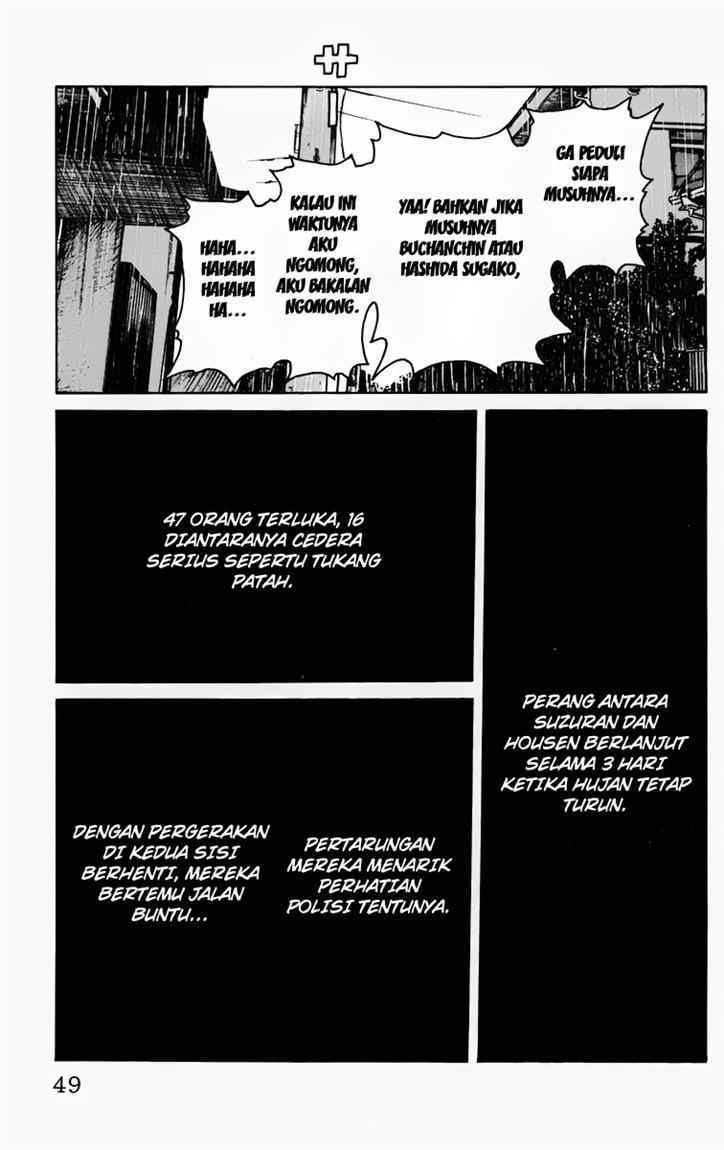 GA PEDULI
SIAPA
MUSUHNYA...
YAA! BAHKAN JIKA
MUSUHNYA
BUCHANCHIN ATAU
HASHIDA SUGAKO,
KALAU INI
WAKTUNYA
AKU
NGOMONG,
AKU BAKALAN
NGOMONG.
HAHA...
HAHAHA
HAHAHA
HA...
PERANG ANTARA
SUZURAN DAN
HOUSEN BERLANJUT
SELAMA 3 HARI
KETIKA HUJAN TETAP
TURUN.
47 ORANG TERLUKA, 16
DIANTARANYA CEDERA
SERIUS SEPERTU TUKANG
PATAH.
PERTARUNGAN
MEREKA MENARIK
PERHATIAN
POLISI TENTUNYA.
DENGAN PERGERAKAN
DI KEDUA SISI
BERHENTI, MEREKA
BERTEMU JALAN
BUNTU...
49